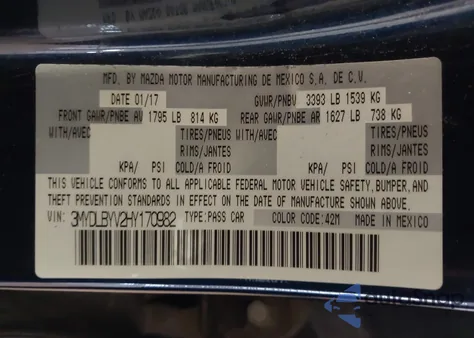 MFD. BY MAZDA MOTOR MANUFACTURING DE MEXICO S.A. DE C.V.
DATE 01/17 GVWR/PNBV 3393 LB 1539 KG
FRONT GAWR/PNBE AV 1795 LB 814 KG REAR GAWR/PNBE AR 1627 LB 738 KG
WITH/AVEC TIRES/PNEUS WITH/AVEC TIRES/PNEUS
RIMS/JANTES RIMS/JANTES
KPA/ PSI COLD/A FROID KPA/ PSI COLD/A FROID
THIS VEHICLE CONFORMS TO ALL APPLICABLE FEDERAL MOTOR VEHICLE SAFETY, BUMPER, AND
THEFT PREVENTION STANDARDS IN EFFECT ON THE DATE OF MANUFACTURE SHOWN ABOVE.
VIN: 3MYDLBYV2HY170982 TYPE: PASS CAR COLOR CODE: 42M MADE IN MEXICO